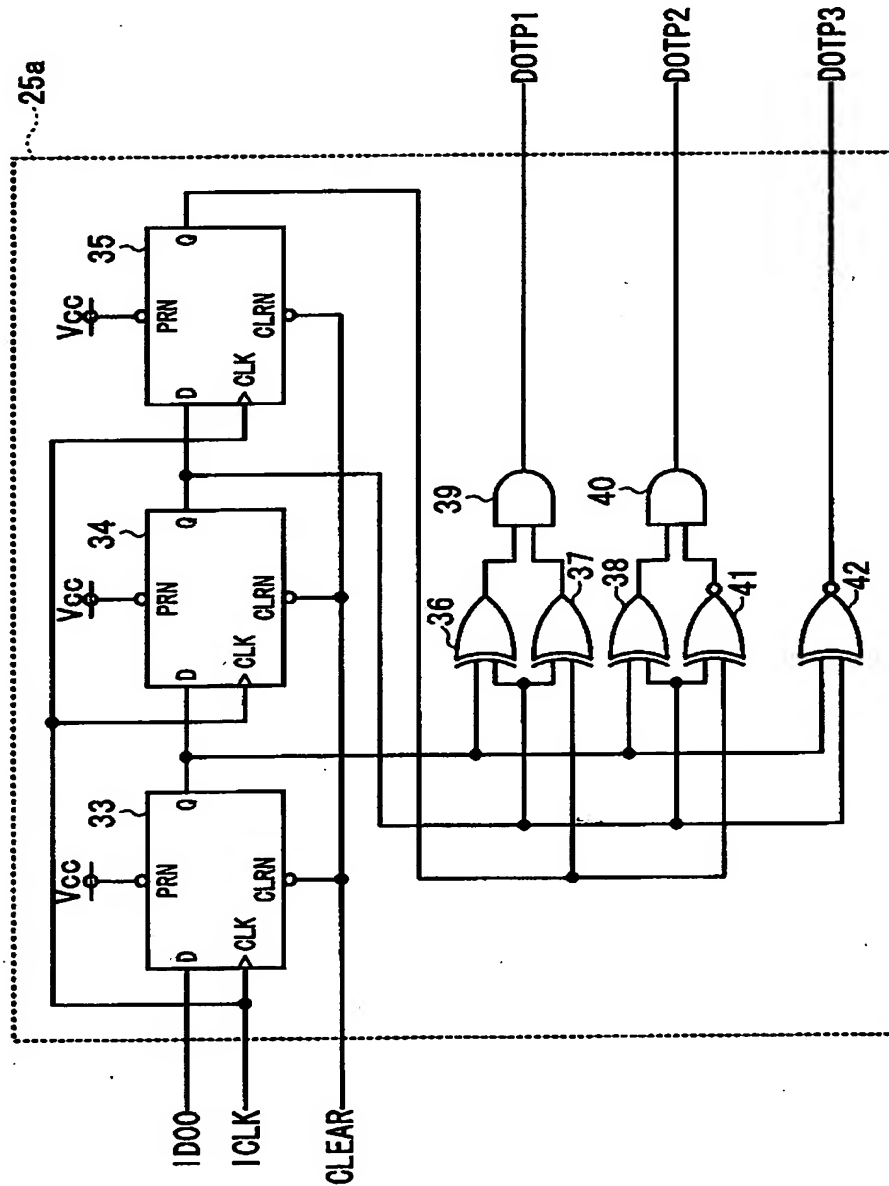 25a
Vcc
Vcc
Vcc
33
34
35
PRN
D
Q
CLK
CLRN
PRN
D
Q
CLK
CLRN
PRN
D
Q
CLK
CLRN
ID00
ICLK
CLEAR
36
37
38
39
40
41
42
DOTP1
DOTP2
DOTP3